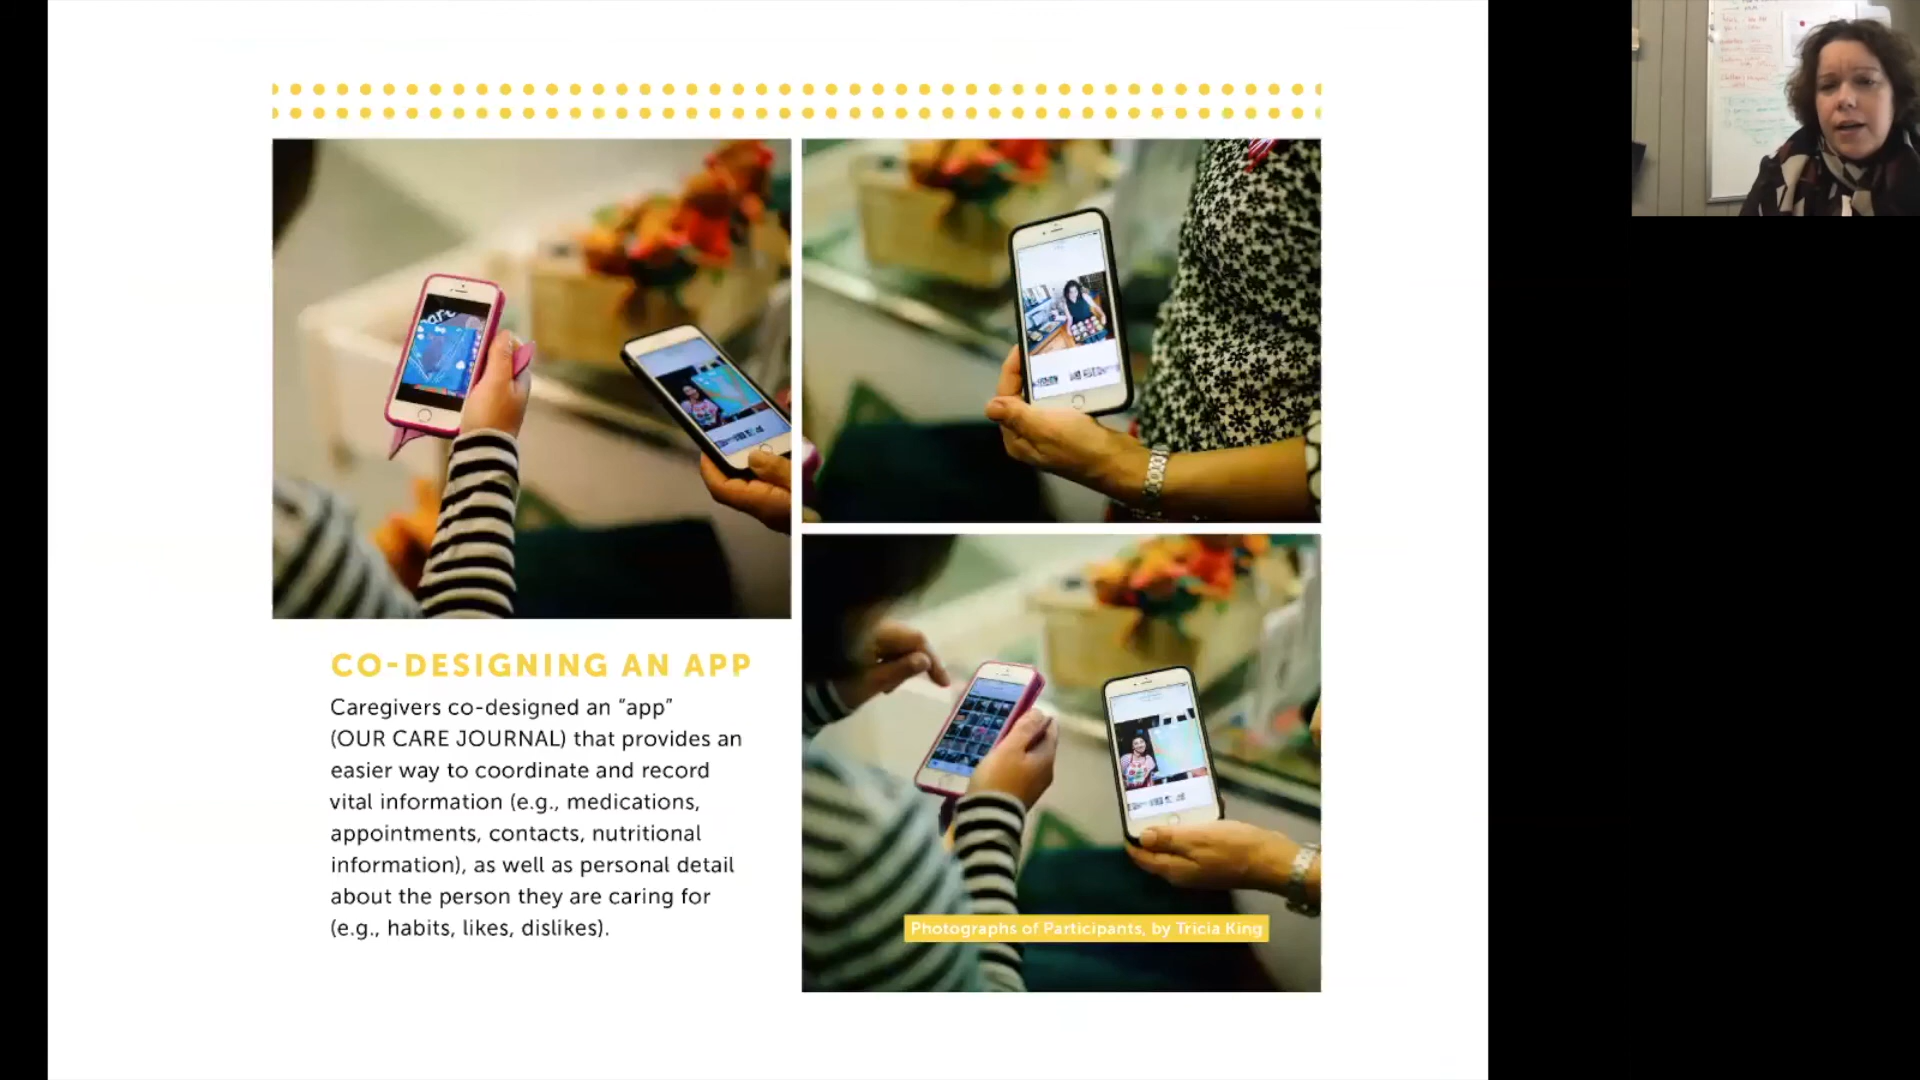 CO-DESIGNING AN APP
Caregivers co-designed an “app”
(OUR CARE JOURNAL) that provides an
easier way to coordinate and record
vital information (e.g., medications,
appointments, contacts, nutritional
information), as well as personal detail
about the person they are caring for
(e.g., habits, likes, dislikes).
Photographs of Participants, by Tricia King